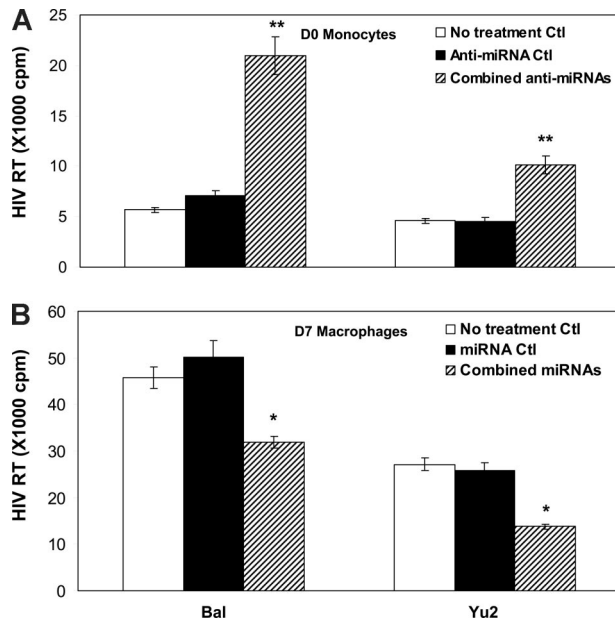 A
D0 Monocytes
No treatment Ctl
Anti-miRNA Ctl
Combined anti-miRNAs
HIV RT (X1000 cpm)
25
20
15
10
5
0
**
**
B
D7 Macrophages
No treatment Ctl
miRNA Ctl
Combined miRNAs
HIV RT (X1000 cpm)
60
50
40
30
20
10
0
*
*
Bal
Yu2